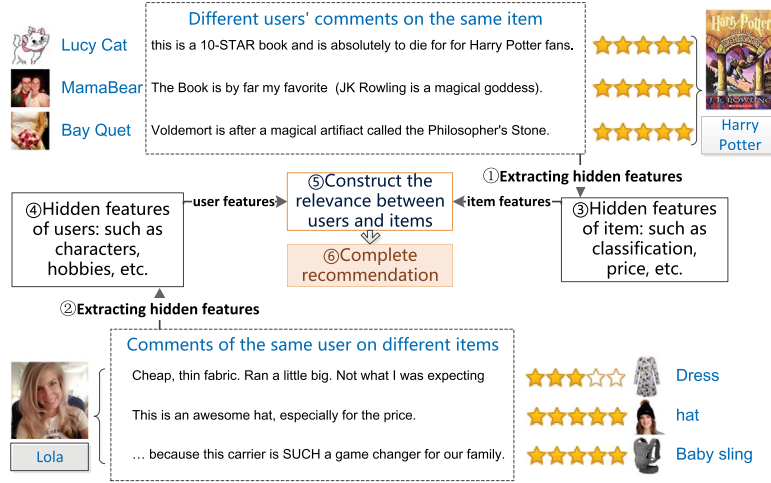 Different users' comments on the same item
Lucy Cat
this is a 10-STAR book and is absolutely to die for for Harry Potter fans.
MamaBear
The Book is by far my favorite (JK Rowling is a magical goddess).
Bay Quet
Voldemort is after a magical artifiact called the Philosopher's Stone.
Harry Potter
J.K. ROWLING
Harry
Potter
①Extracting hidden features
④Hidden features
of users: such as
characters,
hobbies, etc.
user features
⑤Construct the
relevance between
users and items
item features
③Hidden features
of item: such as
classification,
price, etc.
⑥Complete
recommendation
②Extracting hidden features
Comments of the same user on different items
Lola
Cheap, thin fabric. Ran a little big. Not what I was expecting
Dress
This is an awesome hat, especially for the price.
hat
… because this carrier is SUCH a game changer for our family.
Baby sling